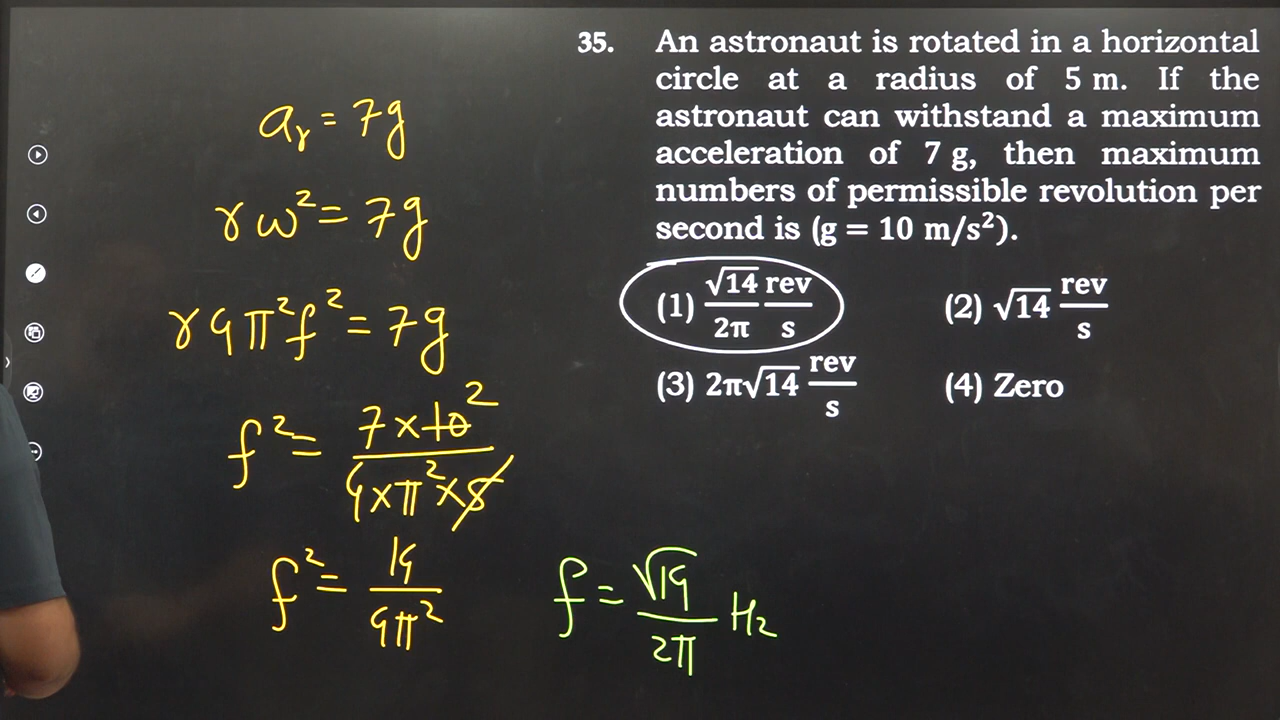 35. An astronaut is rotated in a horizontal
circle at a radius of 5 m. If the
astronaut can withstand a maximum
acceleration of 7 g, then maximum
numbers of permissible revolution per
second is (g = 10 m/s²).
(1) √14/2π rev/s (2) √14 rev/s
(3) 2π√14 rev/s (4) Zero
aᵣ = 7g
rω² = 7g
r4π²f² = 7g
f² = 7×10 2/4×π²×5
f² = 14/4π²
f = √14/2π Hz